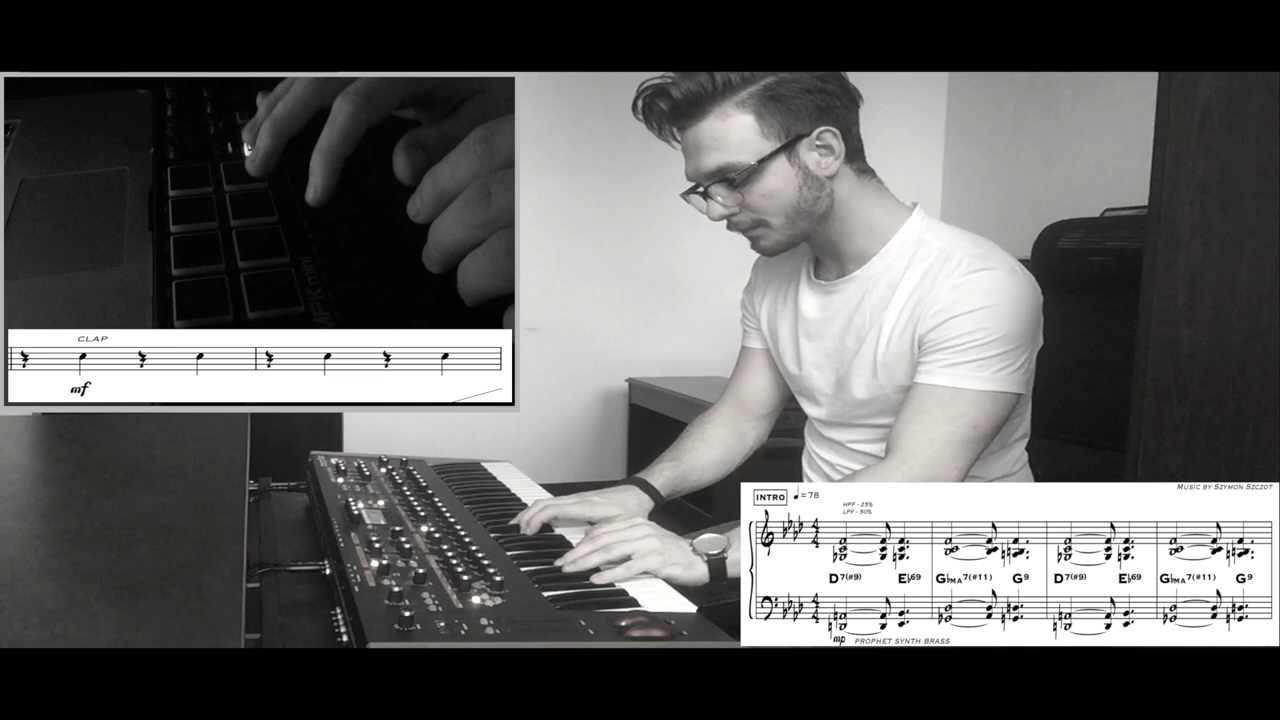 CLAP
mf
MUSIC BY SZYMON SZCZOT
INTRO ♩=78
HPF - 25%
LPF - 50%
D7(#9) E♭69 G♭MA7(#11) G9 D7(#9) E♭69 G♭MA7(#11) G9
mp PROPHET SYNTH BRASS